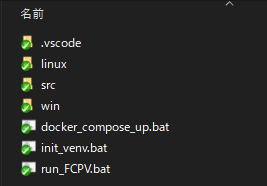 名前
.vscode
linux
src
win
docker_compose_up.bat
init_venv.bat
run_FCPV.bat